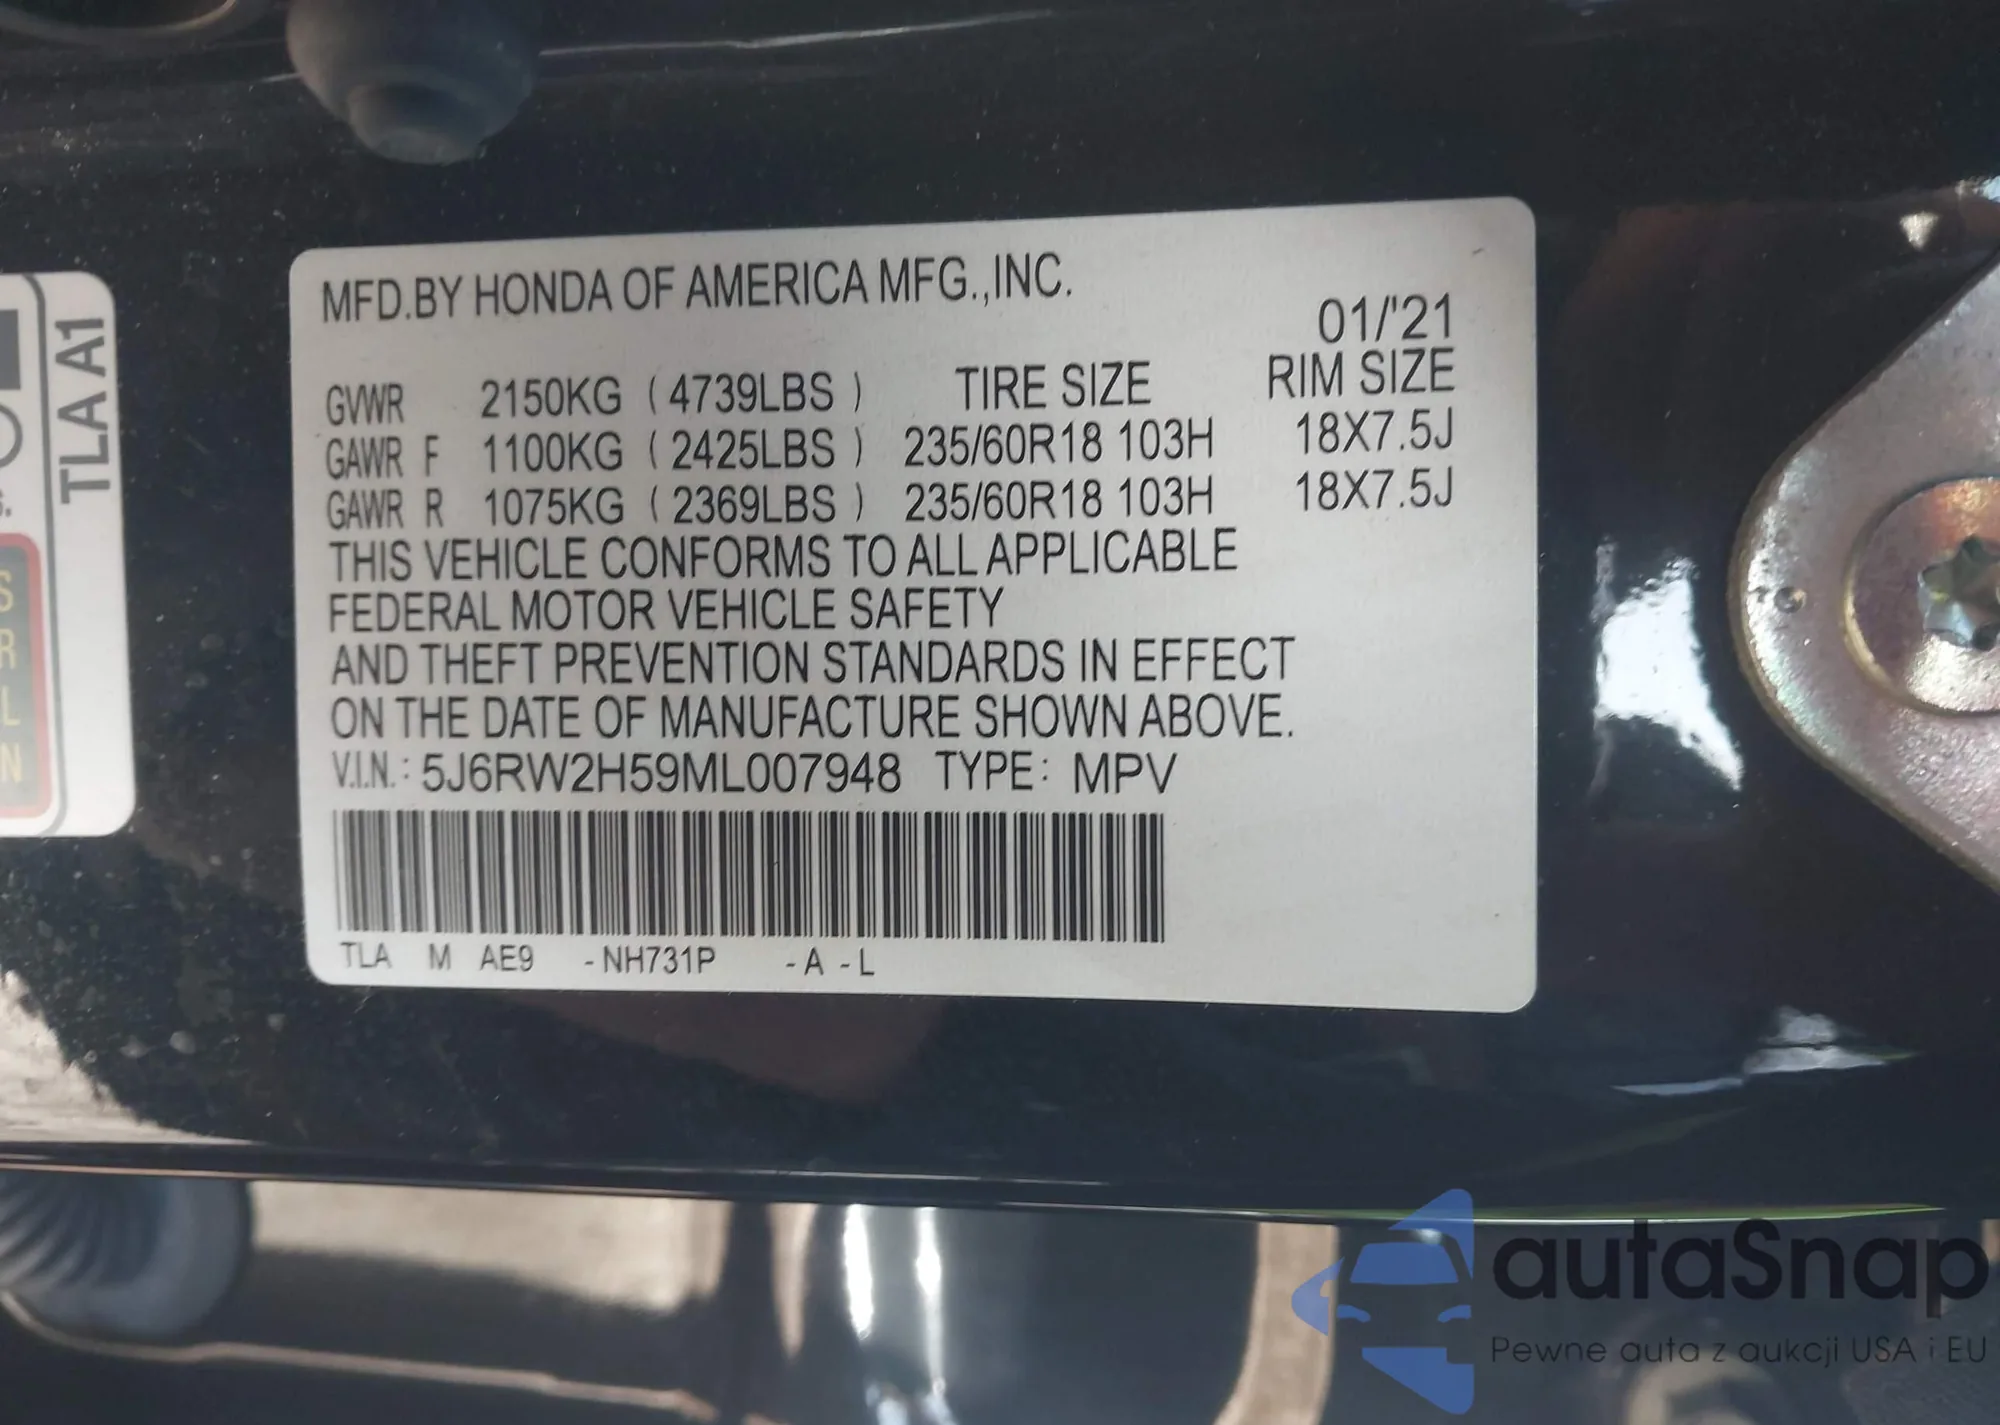 MFD.BY HONDA OF AMERICA MFG.,INC.
01/'21
GVWR 2150KG ( 4739LBS ) TIRE SIZE RIM SIZE
GAWR F 1100KG ( 2425LBS ) 235/60R18 103H 18X7.5J
GAWR R 1075KG ( 2369LBS ) 235/60R18 103H 18X7.5J
THIS VEHICLE CONFORMS TO ALL APPLICABLE
FEDERAL MOTOR VEHICLE SAFETY
AND THEFT PREVENTION STANDARDS IN EFFECT
ON THE DATE OF MANUFACTURE SHOWN ABOVE.
V.I.N.: 5J6RW2H59ML007948 TYPE: MPV
TLA M AE9 -NH731P -A -L
TLA A1
autaSnap
Pewne auta z aukcji USA i EU